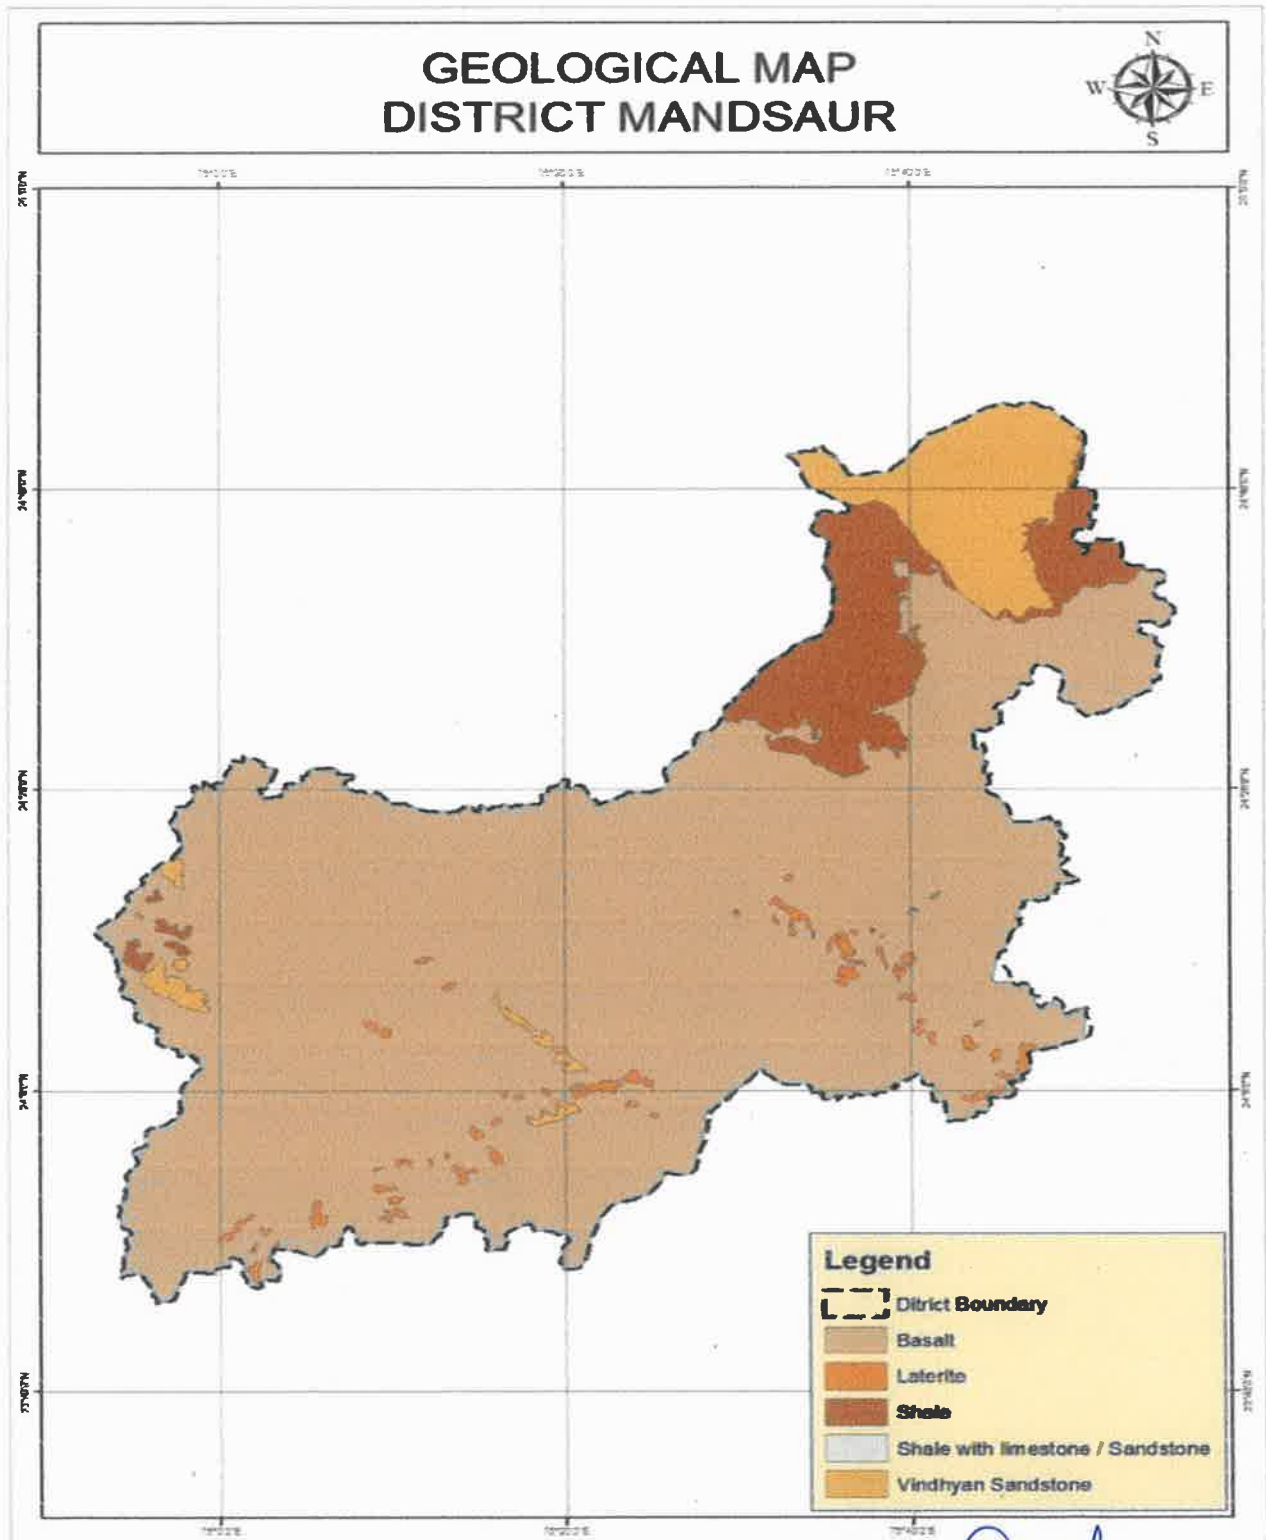 GEOLOGICAL MAP
DISTRICT MANDSAUR
N
W
E
S
Legend
Ditrict Boundary
Basalt
Laterite
Shale
Shale with limestone / Sandstone
Vindhyan Sandstone